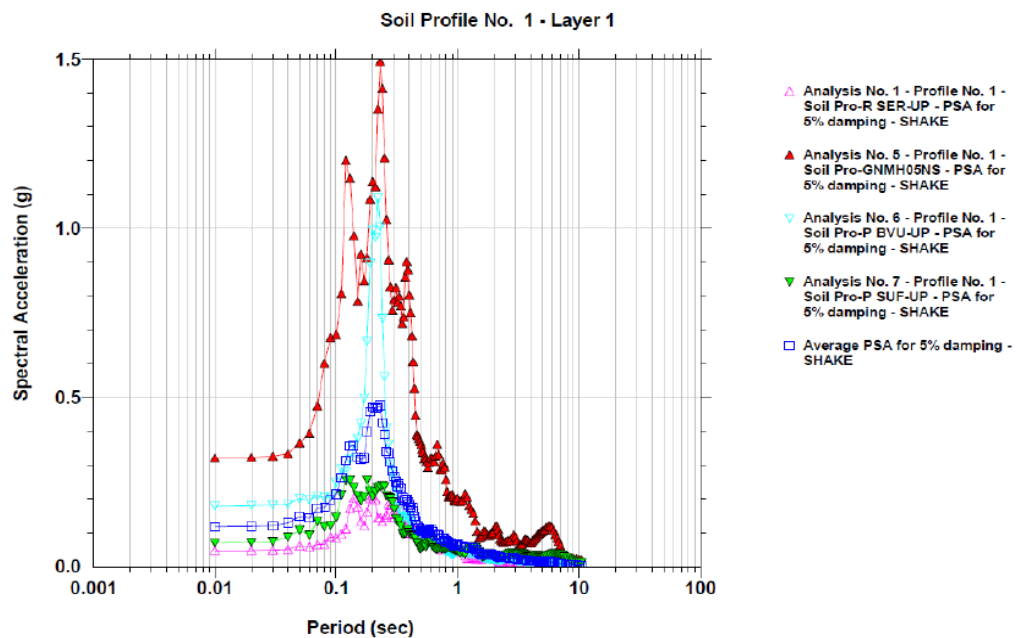 Soil Profile No. 1 - Layer 1
1.5
1.0
0.5
0.0
Spectral Acceleration (g)
0.001
0.01
0.1
1
10
100
Period (sec)
Analysis No. 1 - Profile No. 1 -
Soil Pro-R SER-UP - PSA for
5% damping - SHAKE
Analysis No. 5 - Profile No. 1 -
Soil Pro-GNMH05NS - PSA for
5% damping - SHAKE
Analysis No. 6 - Profile No. 1 -
Soil Pro-P BVU-UP - PSA for
5% damping - SHAKE
Analysis No. 7 - Profile No. 1 -
Soil Pro-P SUF-UP - PSA for
5% damping - SHAKE
Average PSA for 5% damping -
SHAKE